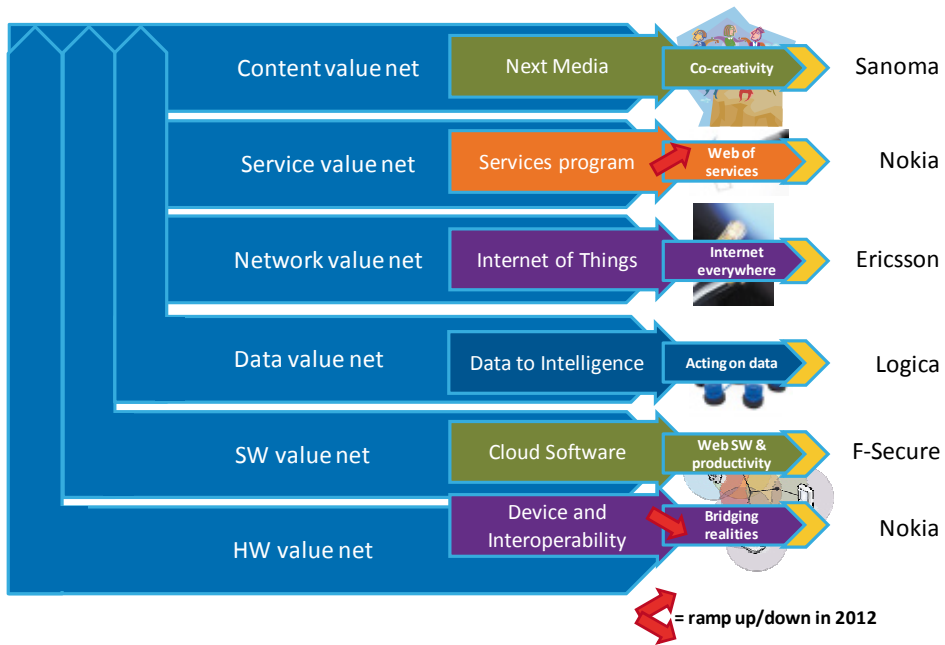 Content value net
Next Media
Co-creativity
Sanoma
Service value net
Services program
Web of
services
Nokia
Network value net
Internet of Things
Internet
everywhere
Ericsson
Data value net
Data to Intelligence
Acting on data
Logica
SW value net
Cloud Software
Web SW &
productivity
F-Secure
HW value net
Device and
Interoperability
Bridging
realities
Nokia
= ramp up/down in 2012